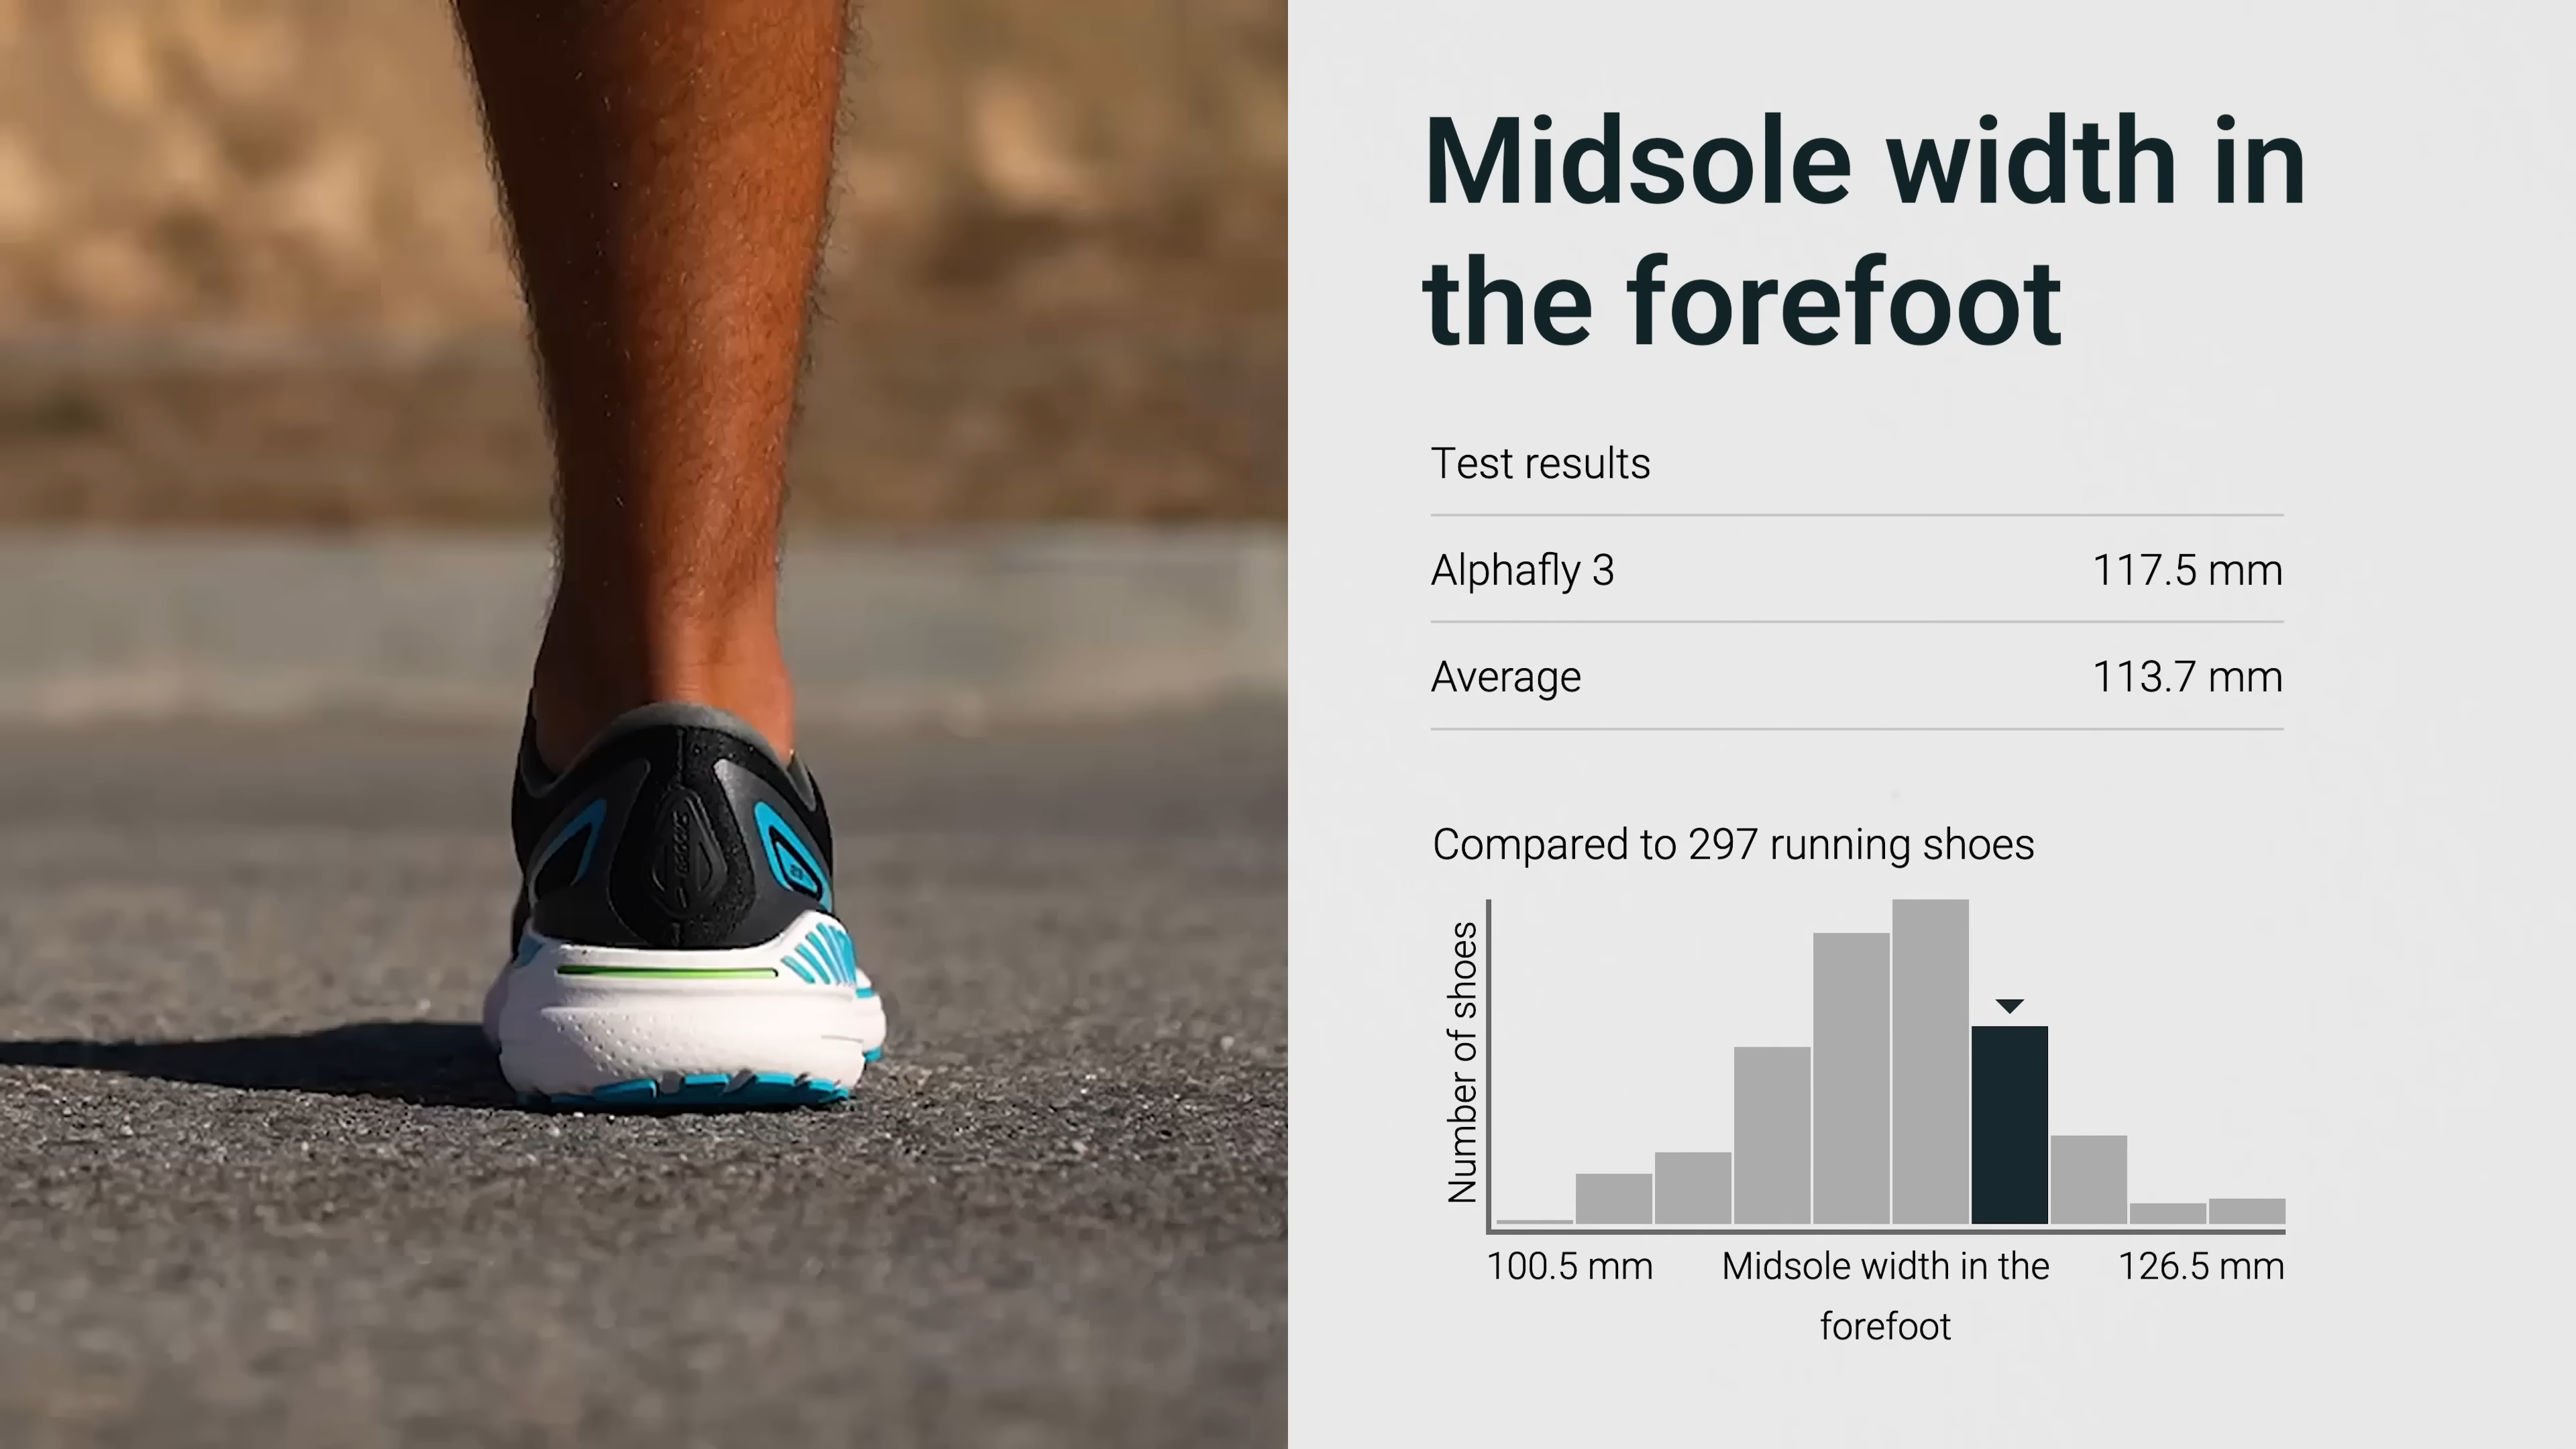 Midsole width in
the forefoot
Test results
Alphafly 3 117.5 mm
Average 113.7 mm
Compared to 297 running shoes
Number of shoes
100.5 mm Midsole width in the 126.5 mm
forefoot